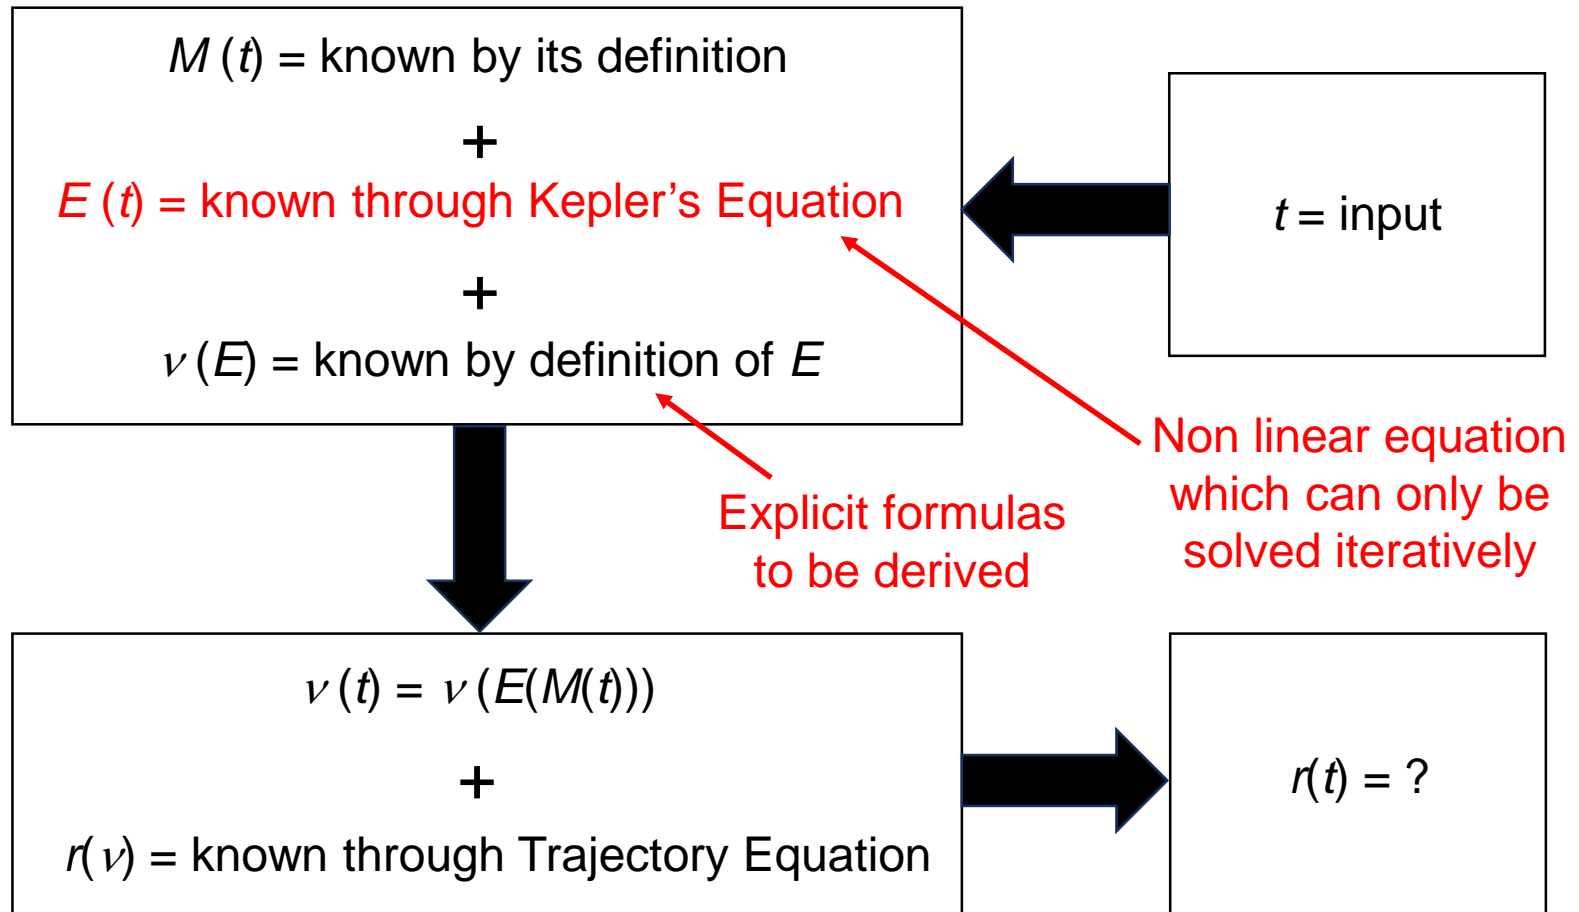 M (t) = known by its definition
+
E (t) = known through Kepler’s Equation
+
ν (E) = known by definition of E
t = input
Non linear equation
which can only be
solved iteratively
Explicit formulas
to be derived
ν (t) = ν (E(M(t)))
+
r(ν) = known through Trajectory Equation
r(t) = ?